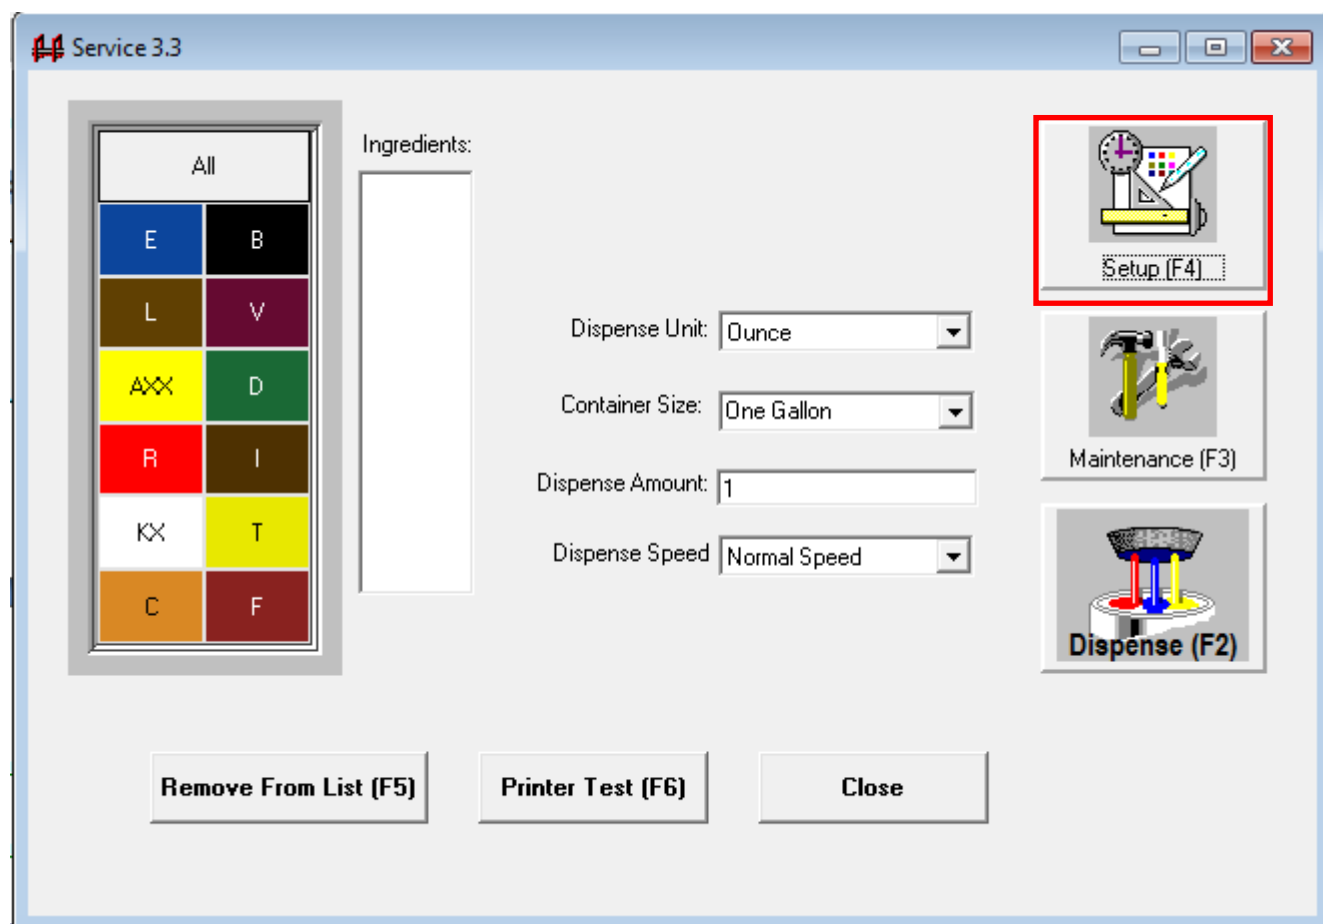 Service 3.3
All
Ingredients:
E B
L V
AXX D
R I
KX T
C F
Dispense Unit: Ounce
Container Size: One Gallon
Dispense Amount: 1
Dispense Speed Normal Speed
Setup (F4)
Maintenance (F3)
Dispense (F2)
Remove From List (F5) Printer Test (F6) Close